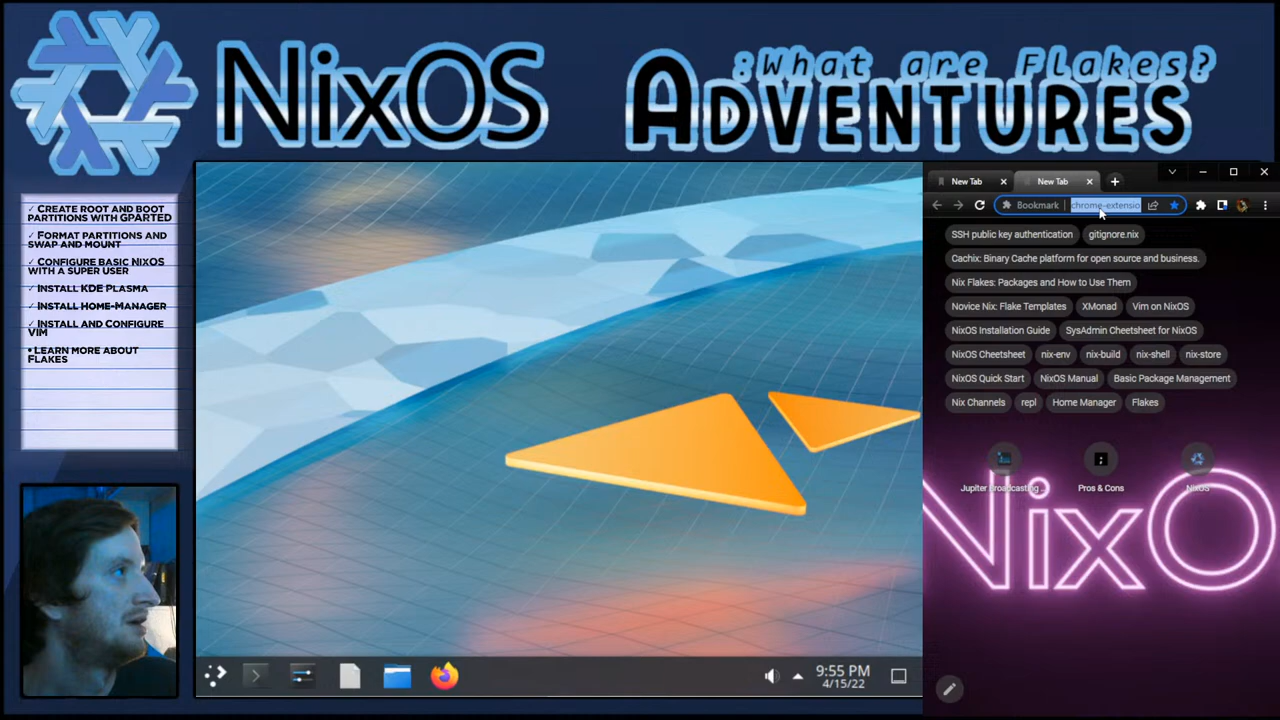 NixOS
:What are Flakes?
ADVENTURES
✓ CREATE ROOT AND BOOT
PARTITIONS WITH GPARTED
✓ FORMAT PARTITIONS AND
SWAP AND MOUNT
✓ CONFIGURE BASIC NIXOS
WITH A SUPER USER
✓ INSTALL KDE PLASMA
✓ INSTALL HOME-MANAGER
✓ INSTALL AND CONFIGURE
VIM
• LEARN MORE ABOUT
FLAKES
New Tab
New Tab
Bookmark | chrome-extensio
SSH public key authentication
gitignore.nix
Cachix: Binary Cache platform for open source and business.
Nix Flakes: Packages and How to Use Them
Novice Nix: Flake Templates
XMonad
Vim on NixOS
NixOS Installation Guide
SysAdmin Cheetsheet for NixOS
NixOS Cheetsheet
nix-env
nix-build
nix-shell
nix-store
NixOS Quick Start
NixOS Manual
Basic Package Management
Nix Channels
repl
Home Manager
Flakes
Jupiter Broadcasting ...
Pros & Cons
NixOS
NixO
9:55 PM
4/15/22